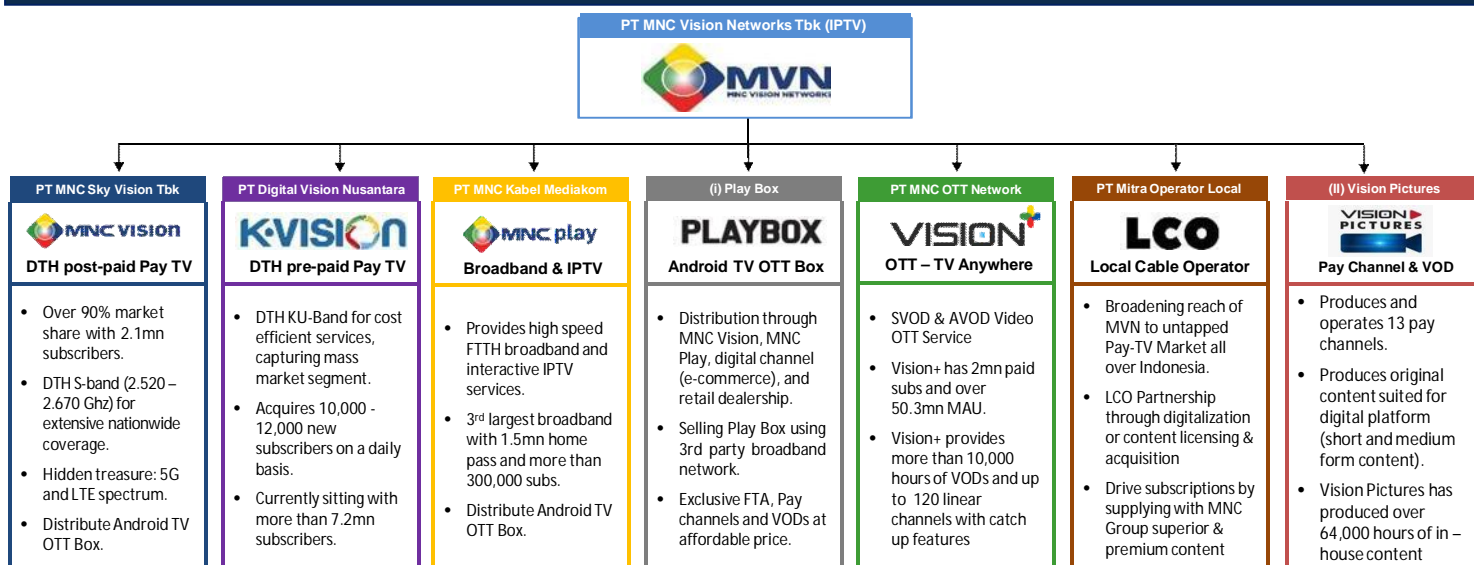 PT MNC Vision Networks Tbk (IPTV)
MVN
MNC VISION NETWORKS
PT MNC Sky Vision Tbk
MNC VISION
DTH post-paid Pay TV
• Over 90% market
share with 2.1mn
subscribers.
• DTH S-band (2.520 –
2.670 Ghz) for
extensive nationwide
coverage.
• Hidden treasure: 5G
and LTE spectrum.
• Distribute Android TV
OTT Box.
PT Digital Vision Nusantara
K-VISION
DTH pre-paid Pay TV
• DTH KU-Band for cost
efficient services,
capturing mass
market segment.
• Acquires 10,000 -
12,000 new
subscribers on a daily
basis.
• Currently sitting with
more than 7.2mn
subscribers.
PT MNC Kabel Mediakom
MNC play
Broadband & IPTV
• Provides high speed
FTTH broadband and
interactive IPTV
services.
• 3rd largest broadband
with 1.5mn home
pass and more than
300,000 subs.
• Distribute Android TV
OTT Box.
(i) Play Box
PLAYBOX
Android TV OTT Box
• Distribution through
MNC Vision, MNC
Play, digital channel
(e-commerce), and
retail dealership.
• Selling Play Box using
3rd party broadband
network.
• Exclusive FTA, Pay
channels and VODs at
affordable price.
PT MNC OTT Network
VISION+
OTT – TV Anywhere
• SVOD & AVOD Video
OTT Service
• Vision+ has 2mn paid
subs and over
50.3mn MAU.
• Vision+ provides
more than 10,000
hours of VODs and up
to 120 linear
channels with catch
up features
PT Mitra Operator Local
LCO
Local Cable Operator
• Broadening reach of
MVN to untapped
Pay-TV Market all
over Indonesia.
• LCO Partnership
through digitalization
or content licensing &
acquisition
• Drive subscriptions by
supplying with MNC
Group superior &
premium content
(II) Vision Pictures
VISION
PICTURES
Pay Channel & VOD
• Produces and
operates 13 pay
channels.
• Produces original
content suited for
digital platform
(short and medium
form content).
• Vision Pictures has
produced over
64,000 hours of in –
house content